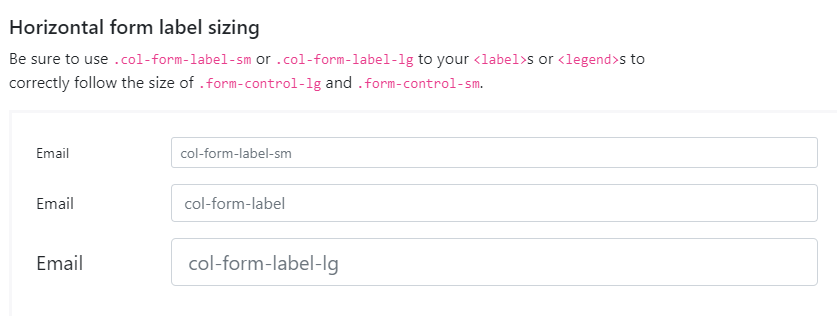 Horizontal form label sizing
Be sure to use .col-form-label-sm or .col-form-label-lg to your <label>s or <legend>s to
correctly follow the size of .form-control-lg and .form-control-sm.
Email col-form-label-sm
Email col-form-label
Email col-form-label-lg